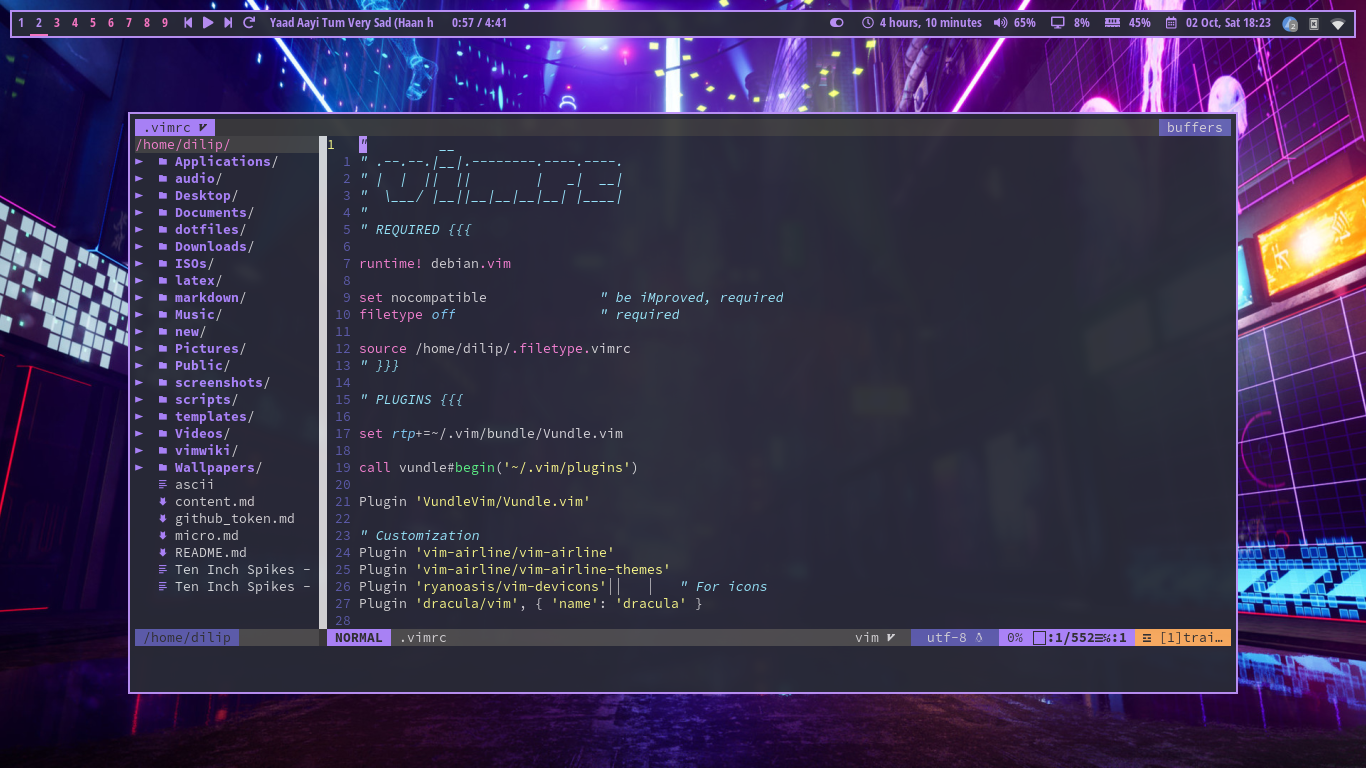 1 2 3 4 5 6 7 8 9 Yaad Aayi Tum Very Sad (Haan h 0:57 / 4:41 4 hours, 10 minutes 65% 8% 45% 02 Oct, Sat 18:23
.vimrc buffers
/home/dilip/
Applications/
audio/
Desktop/
Documents/
dotfiles/
Downloads/
ISOs/
latex/
markdown/
Music/
new/
Pictures/
Public/
screenshots/
scripts/
templates/
Videos/
vimwiki/
Wallpapers/
ascii
content.md
github_token.md
micro.md
README.md
Ten Inch Spikes -
Ten Inch Spikes -
/home/dilip
1 "         __
1 " .--.--.|__|.--------.----.----.
2 " |  |  ||  ||        |   _|  __|
3 "  \___/ |__||__|__|__|__| |____|
4 "
5 " REQUIRED {{{
6
7 runtime! debian.vim
8
9 set nocompatible              " be iMproved, required
10 filetype off                  " required
11
12 source /home/dilip/.filetype.vimrc
13 " }}}
14
15 " PLUGINS {{{
16
17 set rtp+=~/.vim/bundle/Vundle.vim
18
19 call vundle#begin('~/.vim/plugins')
20
21 Plugin 'VundleVim/Vundle.vim'
22
23 " Customization
24 Plugin 'vim-airline/vim-airline'
25 Plugin 'vim-airline/vim-airline-themes'
26 Plugin 'ryanoasis/vim-devicons'||   |   " For icons
27 Plugin 'dracula/vim', { 'name': 'dracula' }
28
NORMAL .vimrc vim utf-8 0% :1/552≡%:1 [1]trai…